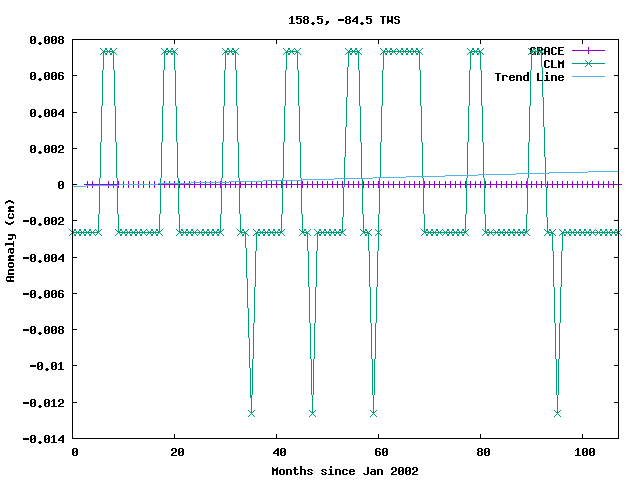 158.5, -84.5 TWS
GRACE
CLM
Trend Line
0.008
0.006
0.004
0.002
0
-0.002
-0.004
-0.006
-0.008
-0.01
-0.012
-0.014
Anomaly (cm)
0 20 40 60 80 100
Months since Jan 2002